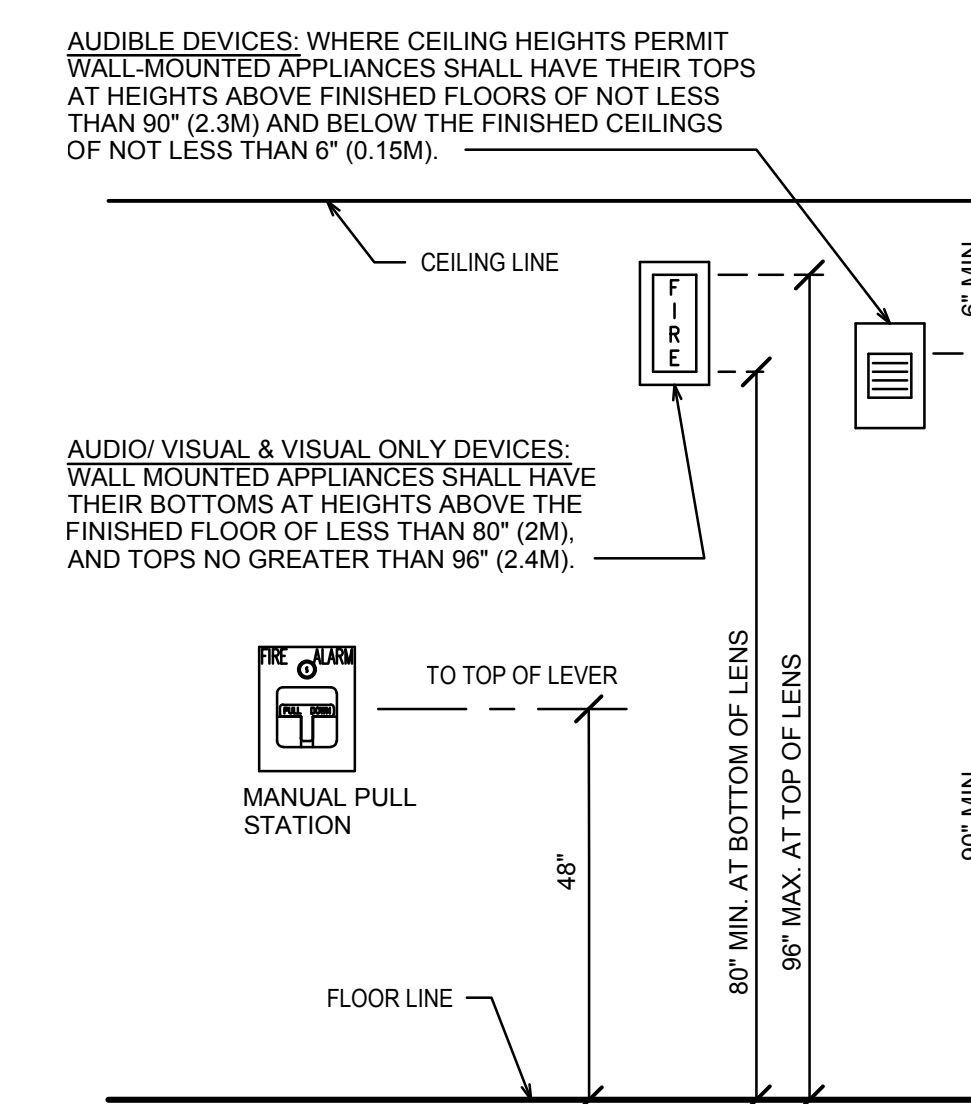 AUDIBLE DEVICES: WHERE CEILING HEIGHTS PERMIT
WALL-MOUNTED APPLIANCES SHALL HAVE THEIR TOPS
AT HEIGHTS ABOVE FINISHED FLOORS OF NOT LESS
THAN 90" (2.3M) AND BELOW THE FINISHED CEILINGS
OF NOT LESS THAN 6" (0.15M).
CEILING LINE
6" MIN
FIRE
AUDIO/ VISUAL & VISUAL ONLY DEVICES:
WALL MOUNTED APPLIANCES SHALL HAVE
THEIR BOTTOMS AT HEIGHTS ABOVE THE
FINISHED FLOOR OF LESS THAN 80" (2M),
AND TOPS NO GREATER THAN 96" (2.4M).
FIRE ALARM
PULL DOWN
TO TOP OF LEVER
MANUAL PULL
STATION
48"
80" MIN. AT BOTTOM OF LENS
96" MAX. AT TOP OF LENS
90" MIN
FLOOR LINE